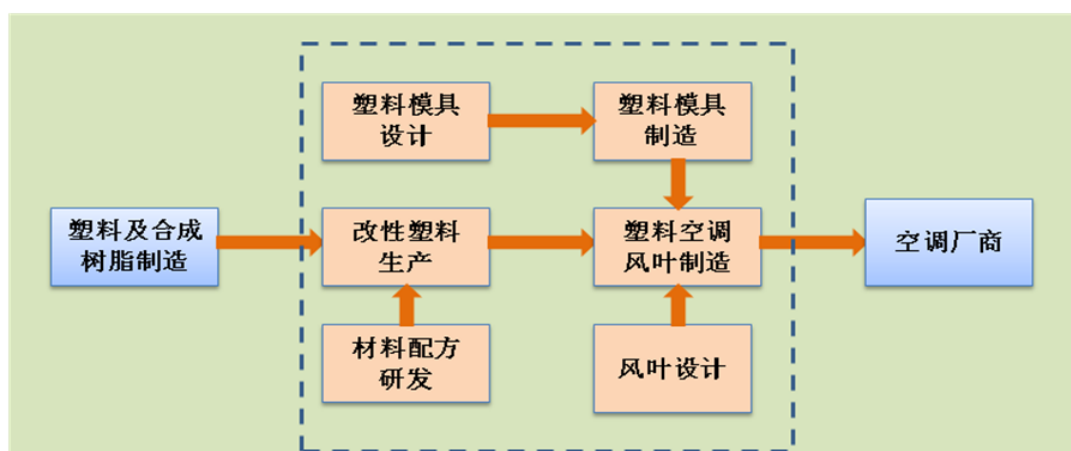 塑料模具
设计
塑料模具
制造
塑料及合成
树脂制造
改性塑料
生产
塑料空调
风叶制造
空调厂商
材料配方
研发
风叶设计